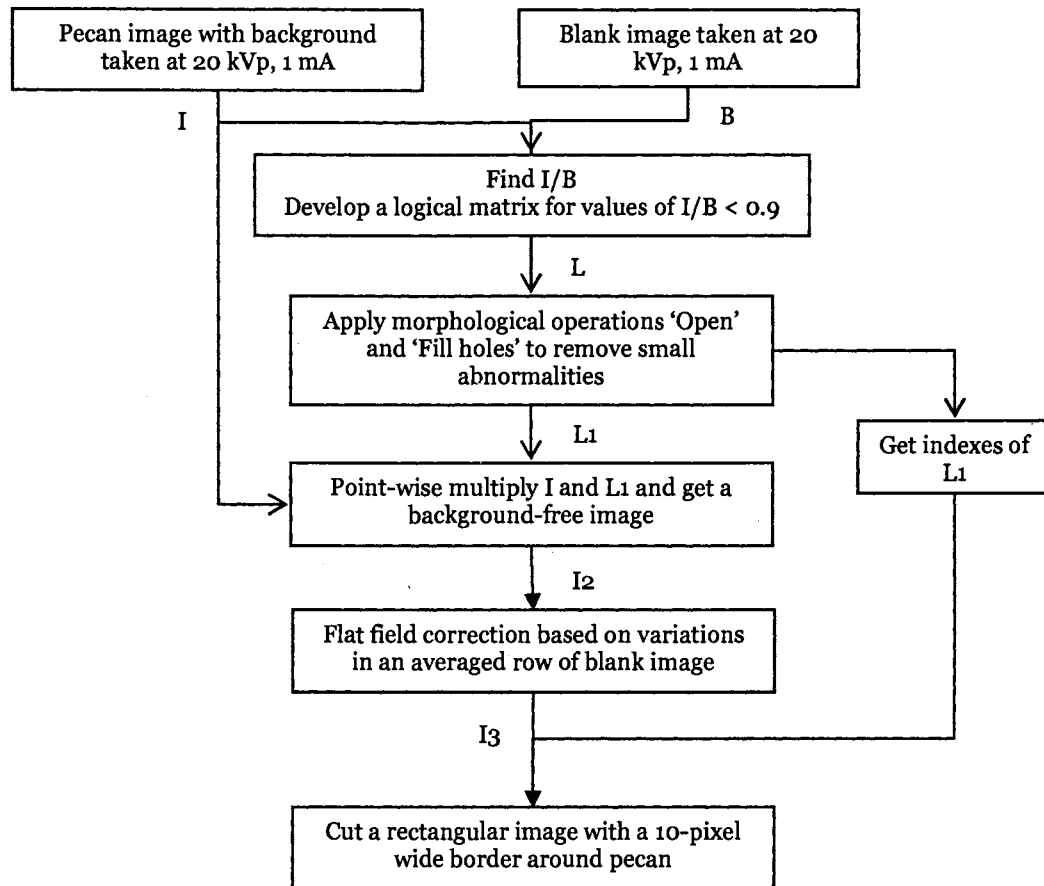 Pecan image with background
taken at 20 kVp, 1 mA
Blank image taken at 20
kVp, 1 mA
I
B
Find I/B
Develop a logical matrix for values of I/B < 0.9
L
Apply morphological operations ‘Open’
and ‘Fill holes’ to remove small
abnormalities
L1
Get indexes of
L1
Point-wise multiply I and L1 and get a
background-free image
I2
Flat field correction based on variations
in an averaged row of blank image
I3
Cut a rectangular image with a 10-pixel
wide border around pecan